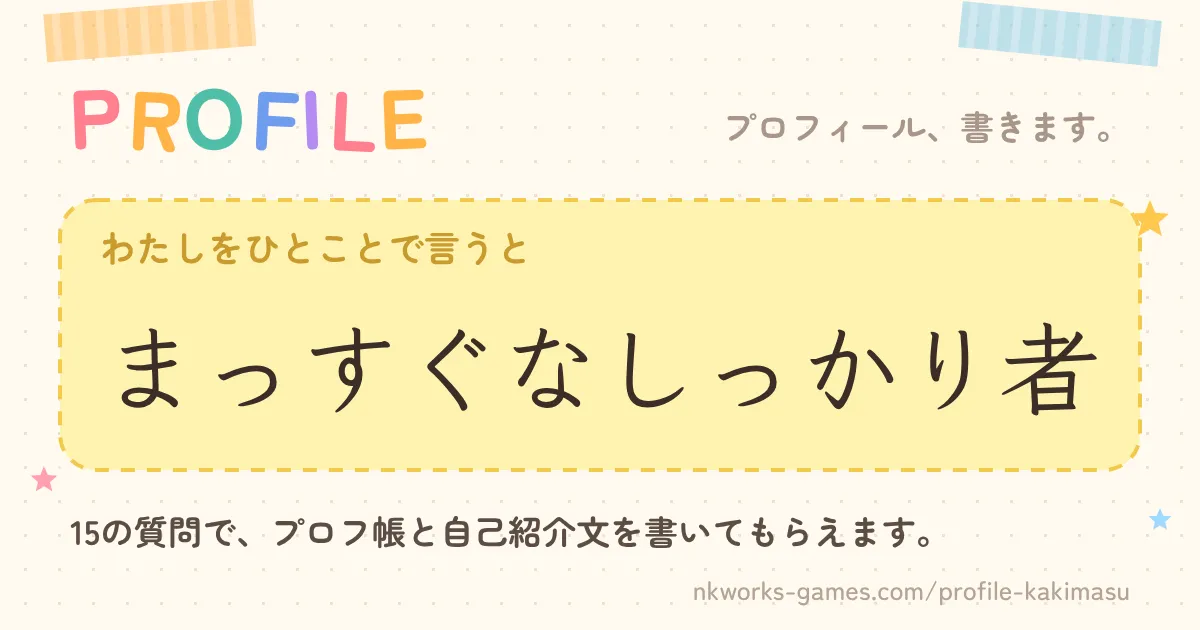 PROFILE
プロフィール、書きます。
わたしをひとことで言うと
まっすぐなしっかり者
15の質問で、プロフ帳と自己紹介文を書いてもらえます。
nkworks-games.com/profile-kakimasu